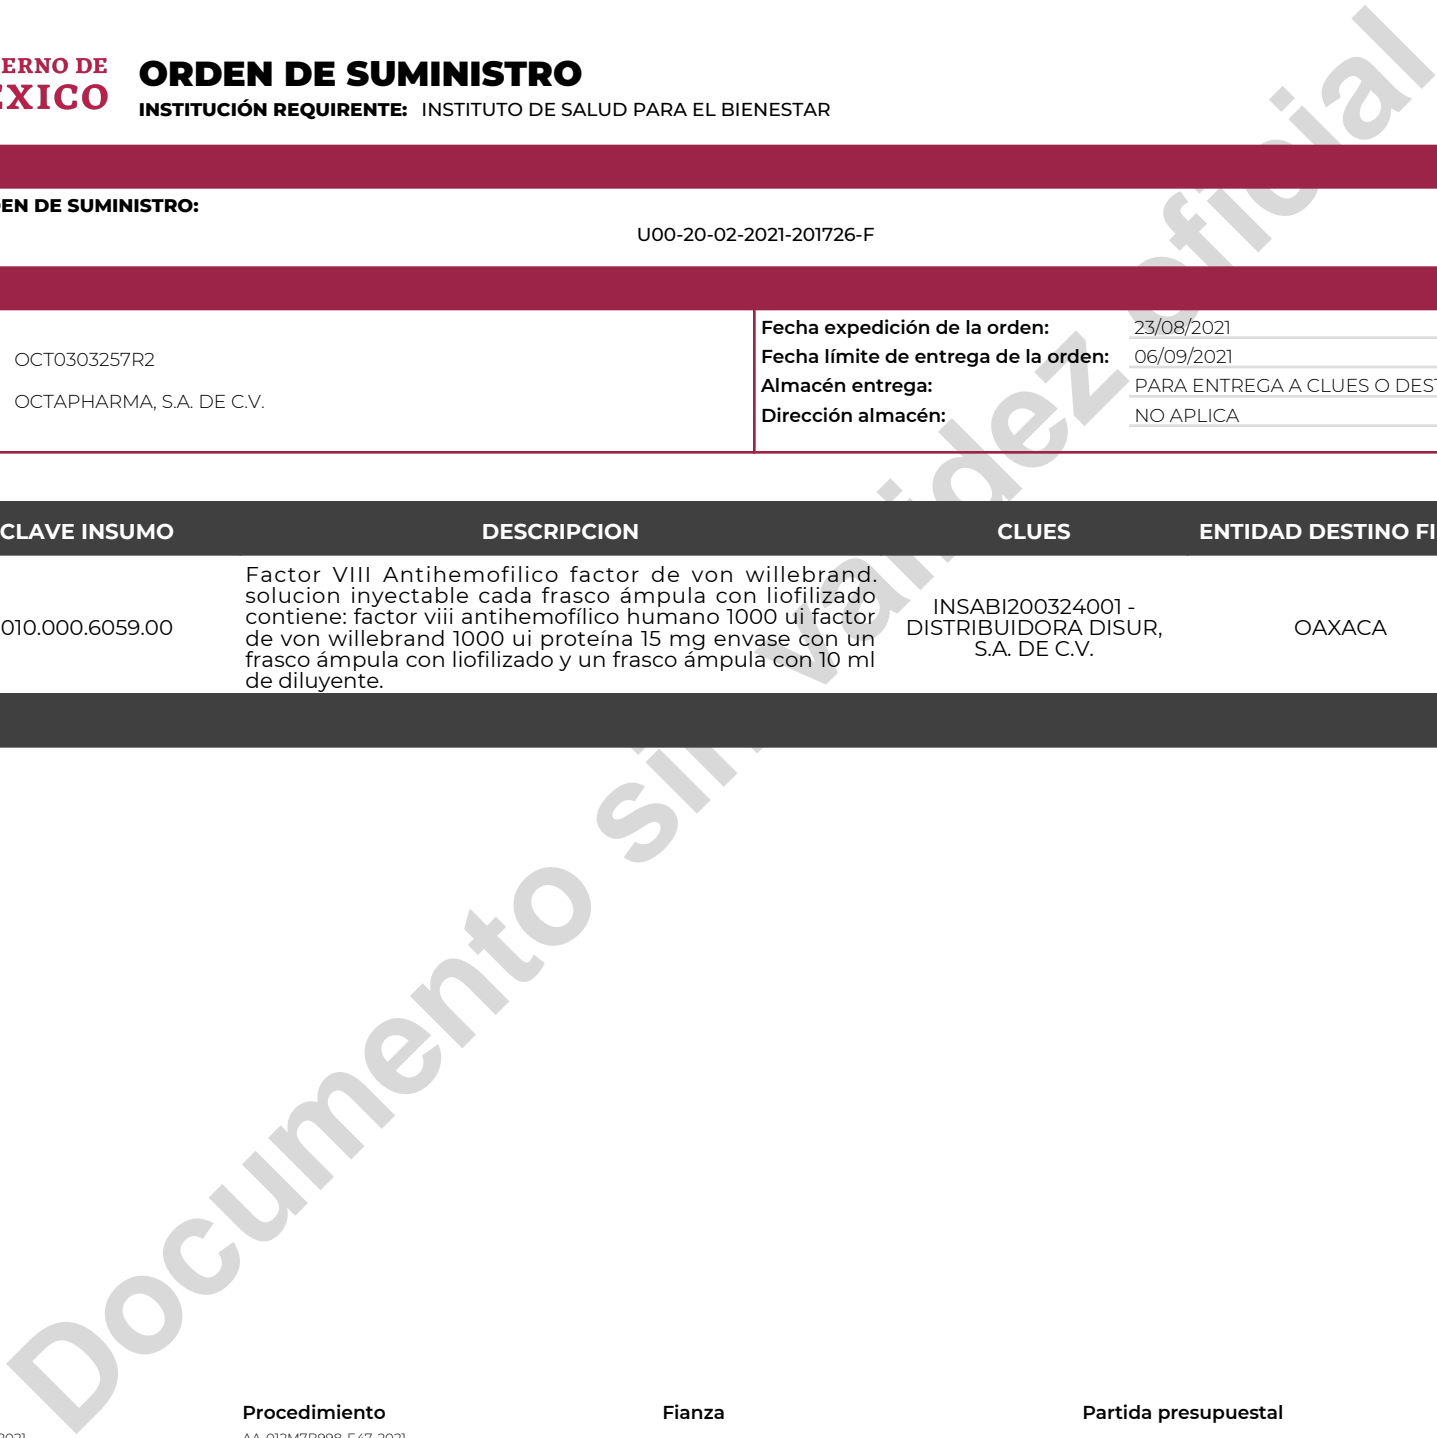 ERNO DE
EXICO
ORDEN DE SUMINISTRO
INSTITUCIÓN REQUIRENTE: INSTITUTO DE SALUD PARA EL BIENESTAR
EN DE SUMINISTRO:
U00-20-02-2021-201726-F
OCT0303257R2
OCTAPHARMA, S.A. DE C.V.
Fecha expedición de la orden: 23/08/2021
Fecha límite de entrega de la orden: 06/09/2021
Almacén entrega: PARA ENTREGA A CLUES O DEST
Dirección almacén: NO APLICA
CLAVE INSUMO DESCRIPCION CLUES ENTIDAD DESTINO FI
010.000.6059.00
Factor VIII Antihemofilico factor de von willebrand.
solucion inyectable cada frasco ámpula con liofilizado
contiene: factor viii antihemofílico humano 1000 ui factor
de von willebrand 1000 ui proteína 15 mg envase con un
frasco ámpula con liofilizado y un frasco ámpula con 10 ml
de diluyente.
INSABI200324001 -
DISTRIBUIDORA DISUR,
S.A. DE C.V.
OAXACA
Documento sin validez oficial
Procedimiento Fianza Partida presupuestal
2021 AA-012M7B998-E47-2021